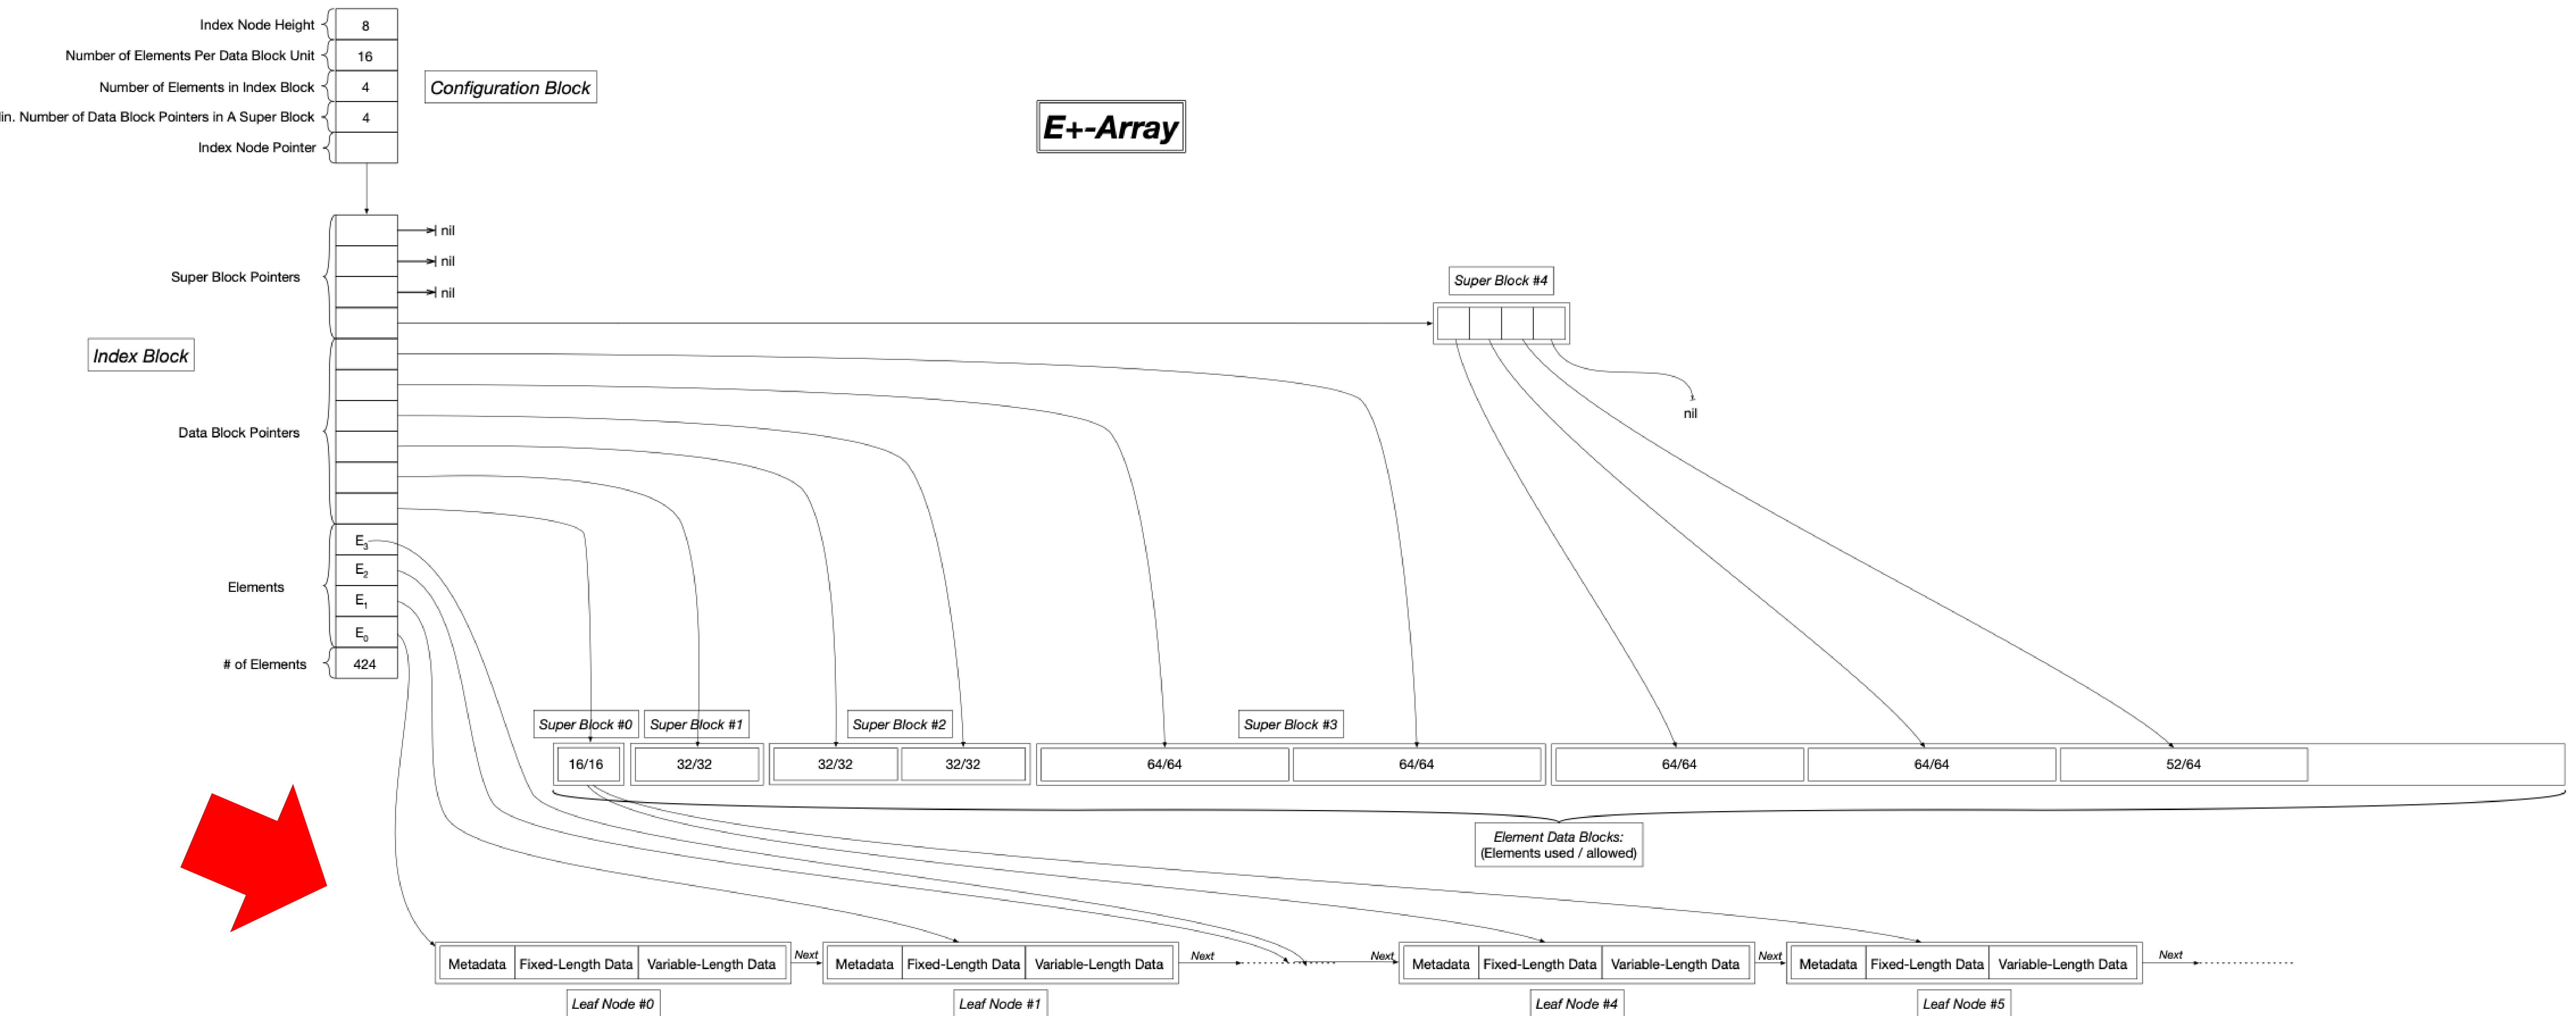 Index Node Height
8
Number of Elements Per Data Block Unit
16
Number of Elements in Index Block
4
in. Number of Data Block Pointers in A Super Block
4
Index Node Pointer
Configuration Block
E+-Array
nil
nil
nil
Super Block Pointers
Super Block #4
nil
Index Block
Data Block Pointers
Elements
E3
E2
E1
E0
# of Elements
424
Super Block #0
Super Block #1
Super Block #2
Super Block #3
16/16
32/32
32/32
32/32
64/64
64/64
64/64
64/64
52/64
Element Data Blocks:
(Elements used / allowed)
Metadata
Fixed-Length Data
Variable-Length Data
Next
Metadata
Fixed-Length Data
Variable-Length Data
Next
Next
Metadata
Fixed-Length Data
Variable-Length Data
Next
Metadata
Fixed-Length Data
Variable-Length Data
Next
Leaf Node #0
Leaf Node #1
Leaf Node #4
Leaf Node #5